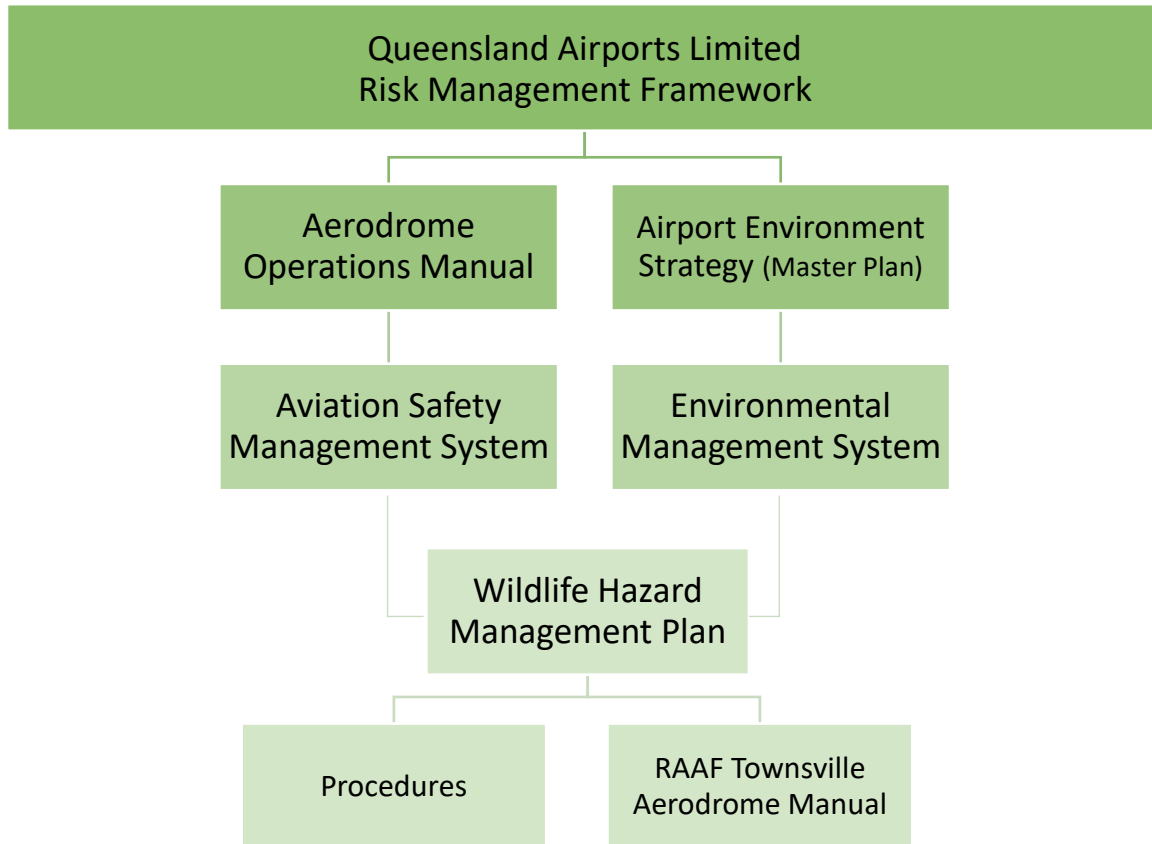 Queensland Airports Limited
Risk Management Framework
Aerodrome
Operations Manual
Airport Environment
Strategy (Master Plan)
Aviation Safety
Management System
Environmental
Management System
Wildlife Hazard
Management Plan
Procedures
RAAF Townsville
Aerodrome Manual